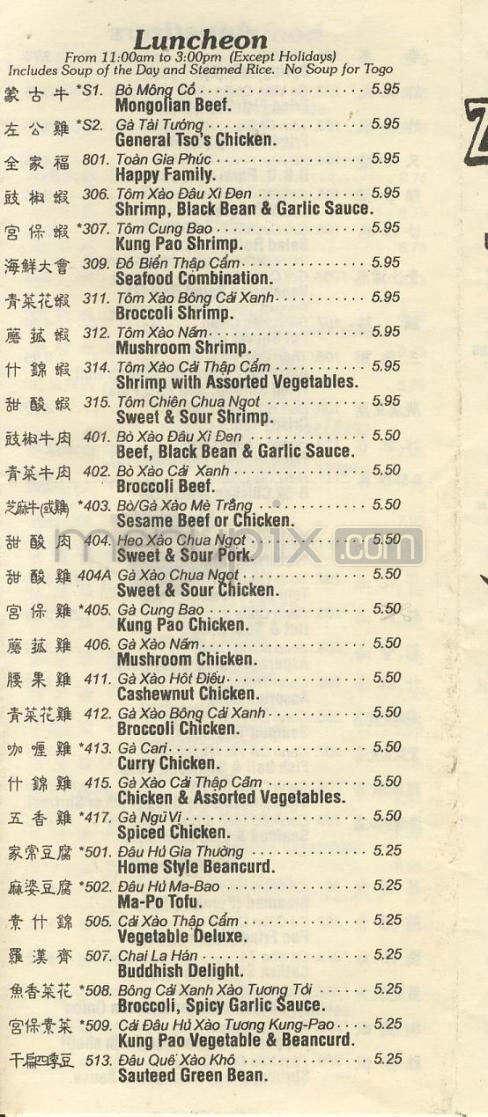 Luncheon
From 11:00am to 3:00pm (Except Holidays)
Includes Soup of the Day and Steamed Rice. No Soup for Togo
蒙古牛 *S1. Bò Mông Cổ 5.95
Mongolian Beef.
左公雞 *S2. Gà Tài Tướng 5.95
General Tso's Chicken.
全家福 801. Toàn Gia Phúc 5.95
Happy Family.
豉椒蝦 306. Tôm Xào Đậu Xì Đen 5.95
Shrimp, Black Bean & Garlic Sauce.
宮保蝦 *307. Tôm Cung Bao 5.95
Kung Pao Shrimp.
海鮮大會 309. Đồ Biển Thập Cẩm 5.95
Seafood Combination.
青菜花蝦 311. Tôm Xào Bông Cải Xanh 5.95
Broccoli Shrimp.
蘑菰蝦 312. Tôm Xào Nấm 5.95
Mushroom Shrimp.
什錦蝦 314. Tôm Xào Cải Thập Cẩm 5.95
Shrimp with Assorted Vegetables.
甜酸蝦 315. Tôm Chiên Chua Ngọt 5.95
Sweet & Sour Shrimp.
豉椒牛肉 401. Bò Xào Đậu Xì Đen 5.50
Beef, Black Bean & Garlic Sauce.
青菜牛肉 402. Bò Xào Cải Xanh 5.50
Broccoli Beef.
芝麻牛(或鷄) *403. Bò/Gà Xào Mè Trắng 5.50
Sesame Beef or Chicken.
甜酸肉 404. Heo Xào Chua Ngọt 5.50
Sweet & Sour Pork.
甜酸雞 404A Gà Xào Chua Ngọt 5.50
Sweet & Sour Chicken.
宮保雞 *405. Gà Cung Bao 5.50
Kung Pao Chicken.
蘑菰雞 406. Gà Xào Nấm 5.50
Mushroom Chicken.
腰果雞 411. Gà Xào Hột Điều 5.50
Cashewnut Chicken.
青菜花雞 412. Gà Xào Bông Cải Xanh 5.50
Broccoli Chicken.
咖喱雞 *413. Gà Cari 5.50
Curry Chicken.
什錦雞 415. Gà Xào Cải Thập Cẩm 5.50
Chicken & Assorted Vegetables.
五香雞 *417. Gà Ngũ Vị 5.50
Spiced Chicken.
家常豆腐 *501. Đậu Hủ Gia Thường 5.25
Home Style Beancurd.
麻婆豆腐 *502. Đậu Hủ Ma-Bao 5.25
Ma-Po Tofu.
素什錦 505. Cải Xào Thập Cẩm 5.25
Vegetable Deluxe.
羅漢齊 507. Chai La Hán 5.25
Buddhish Delight.
魚香菜花 *508. Bông Cải Xanh Xào Tương Tỏi 5.25
Broccoli, Spicy Garlic Sauce.
宮保素菜 *509. Cải Đậu Hủ Xào Tương Kung-Pao 5.25
Kung Pao Vegetable & Beancurd.
干扁四季豆 513. Đậu Quế Xào Khô 5.25
Sauteed Green Bean.
menupix.com